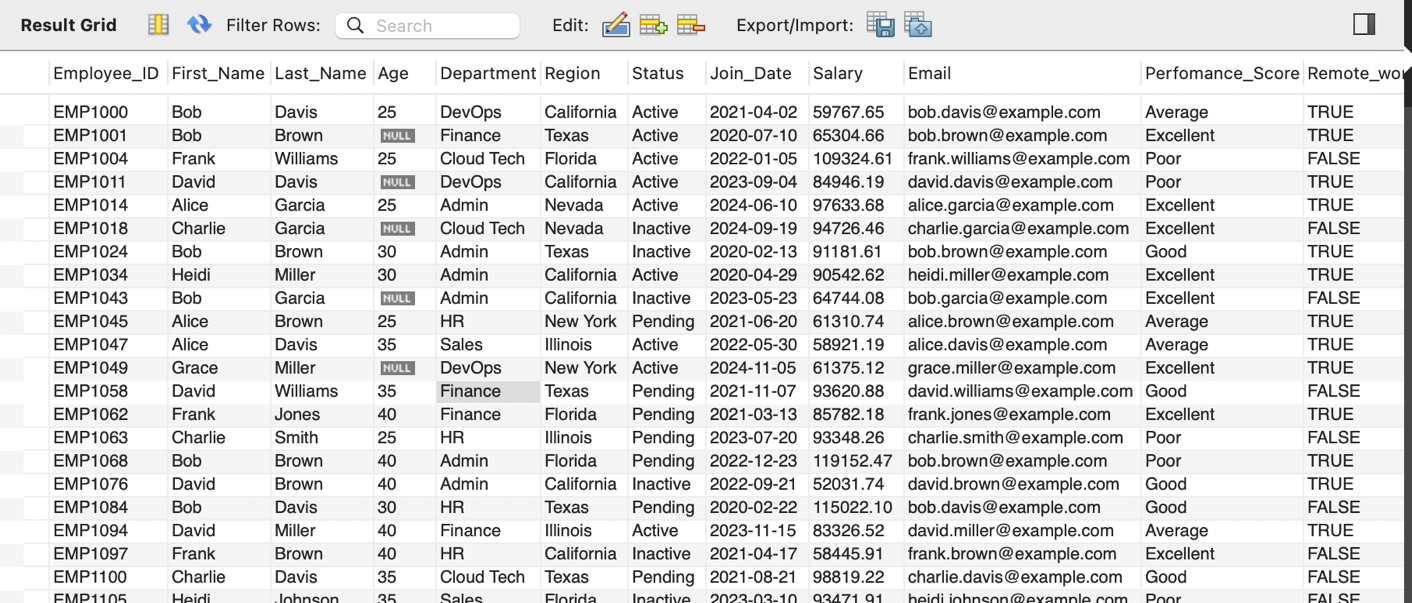 Result Grid Filter Rows: Search Edit: Export/Import:
Employee_ID First_Name Last_Name Age Department Region Status Join_Date Salary Email Perfomance_Score Remote_wor
EMP1000 Bob Davis 25 DevOps California Active 2021-04-02 59767.65 bob.davis@example.com Average TRUE
EMP1001 Bob Brown NULL Finance Texas Active 2020-07-10 65304.66 bob.brown@example.com Excellent TRUE
EMP1004 Frank Williams 25 Cloud Tech Florida Active 2022-01-05 109324.61 frank.williams@example.com Poor FALSE
EMP1011 David Davis NULL DevOps California Active 2023-09-04 84946.19 david.davis@example.com Poor TRUE
EMP1014 Alice Garcia 25 Admin Nevada Active 2024-06-10 97633.68 alice.garcia@example.com Excellent TRUE
EMP1018 Charlie Garcia NULL Cloud Tech Nevada Inactive 2024-09-19 94726.46 charlie.garcia@example.com Excellent FALSE
EMP1024 Bob Brown 30 Admin Texas Inactive 2020-02-13 91181.61 bob.brown@example.com Good TRUE
EMP1034 Heidi Miller 30 Admin California Active 2020-04-29 90542.62 heidi.miller@example.com Excellent TRUE
EMP1043 Bob Garcia NULL Admin California Inactive 2023-05-23 64744.08 bob.garcia@example.com Excellent FALSE
EMP1045 Alice Brown 25 HR New York Pending 2021-06-20 61310.74 alice.brown@example.com Average TRUE
EMP1047 Alice Davis 35 Sales Illinois Active 2022-05-30 58921.19 alice.davis@example.com Average TRUE
EMP1049 Grace Miller NULL DevOps New York Active 2024-11-05 61375.12 grace.miller@example.com Excellent TRUE
EMP1058 David Williams 35 Finance Texas Pending 2021-11-07 93620.88 david.williams@example.com Good FALSE
EMP1062 Frank Jones 40 Finance Florida Pending 2021-03-13 85782.18 frank.jones@example.com Excellent TRUE
EMP1063 Charlie Smith 25 HR Illinois Pending 2023-07-20 93348.26 charlie.smith@example.com Poor FALSE
EMP1068 Bob Brown 40 Admin Florida Pending 2022-12-23 119152.47 bob.brown@example.com Poor TRUE
EMP1076 David Brown 40 Admin California Inactive 2022-09-21 52031.74 david.brown@example.com Good TRUE
EMP1084 Bob Davis 30 HR Texas Pending 2020-02-22 115022.10 bob.davis@example.com Good FALSE
EMP1094 David Miller 40 Finance Illinois Active 2023-11-15 83326.52 david.miller@example.com Average TRUE
EMP1097 Frank Brown 40 HR California Inactive 2021-04-17 58445.91 frank.brown@example.com Excellent FALSE
EMP1100 Charlie Davis 35 Cloud Tech Texas Pending 2021-08-21 98819.22 charlie.davis@example.com Good FALSE
EMP1105 Heidi Johnson 35 Sales Florida Inactive 2023-03-10 93471.91 heidi.johnson@example.com Poor FALSE